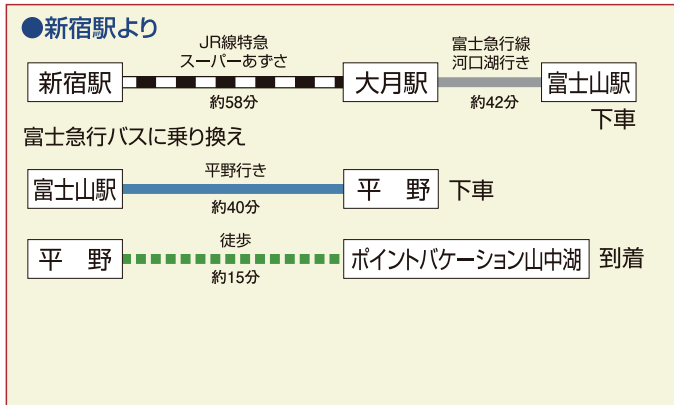 ●新宿駅より
JR線特急
スーパーあずさ
富士急行線
河口湖行き
新宿駅 大月駅 富士山駅
約58分 約42分
下車
富士急行バスに乗り換え
平野行き
富士山駅 平 野 下車
約40分
徒歩
平 野 ポイントバケーション山中湖 到着
約15分